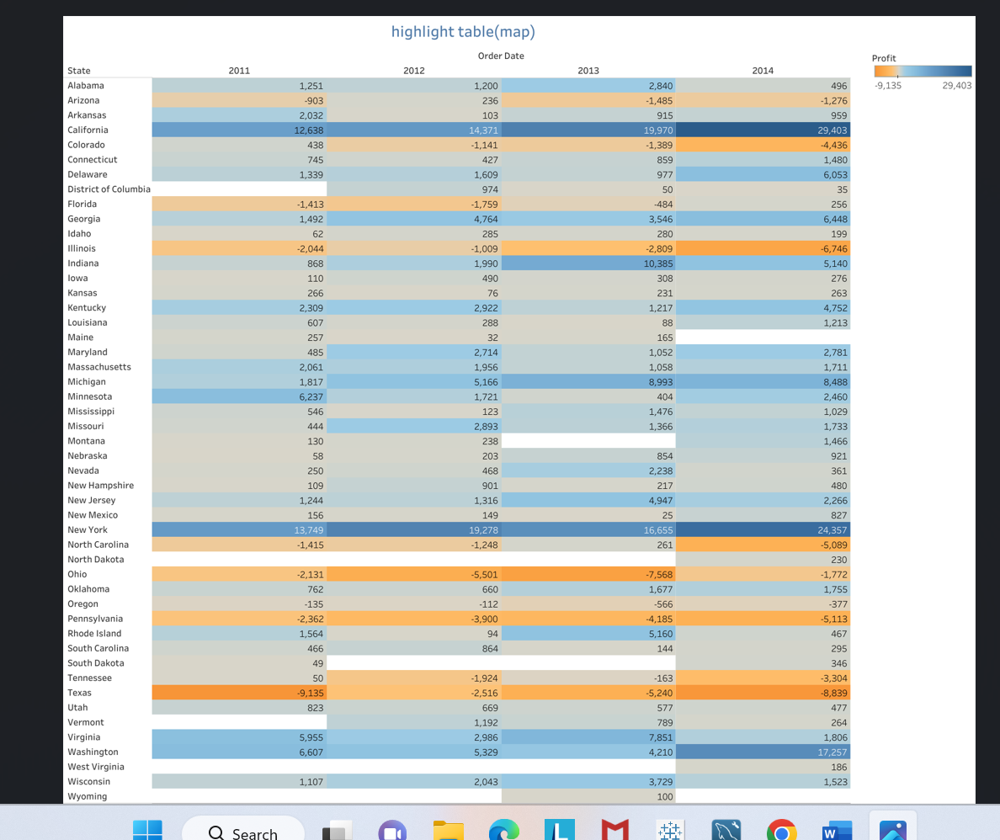 highlight table(map)
Order Date
State 2011 2012 2013 2014
Alabama 1,251 1,200 2,840 496
Arizona -903 236 -1,485 -1,276
Arkansas 2,032 103 915 959
California 12,638 14,371 19,970 29,403
Colorado 438 -1,141 -1,389 -4,436
Connecticut 745 427 859 1,480
Delaware 1,339 1,609 977 6,053
District of Columbia 974 50 35
Florida -1,413 -1,759 -484 256
Georgia 1,492 4,764 3,546 6,448
Idaho 62 285 280 199
Illinois -2,044 -1,009 -2,809 -6,746
Indiana 868 1,990 10,385 5,140
Iowa 110 490 308 276
Kansas 266 76 231 263
Kentucky 2,309 2,922 1,217 4,752
Louisiana 607 288 88 1,213
Maine 257 32 165
Maryland 485 2,714 1,052 2,781
Massachusetts 2,061 1,956 1,058 1,711
Michigan 1,817 5,166 8,993 8,488
Minnesota 6,237 1,721 404 2,460
Mississippi 546 123 1,476 1,029
Missouri 444 2,893 1,366 1,733
Montana 130 238 1,466
Nebraska 58 203 854 921
Nevada 250 468 2,238 361
New Hampshire 109 901 217 480
New Jersey 1,244 1,316 4,947 2,266
New Mexico 156 149 25 827
New York 13,749 19,278 16,655 24,357
North Carolina -1,415 -1,248 261 -5,089
North Dakota 230
Ohio -2,131 -5,501 -7,568 -1,772
Oklahoma 762 660 1,677 1,755
Oregon -135 -112 -566 -377
Pennsylvania -2,362 -3,900 -4,185 -5,113
Rhode Island 1,564 94 5,160 467
South Carolina 466 864 144 295
South Dakota 49 346
Tennessee 50 -1,924 -163 -3,304
Texas -9,135 -2,516 -5,240 -8,839
Utah 823 669 577 477
Vermont 1,192 789 264
Virginia 5,955 2,986 7,851 1,806
Washington 6,607 5,329 4,210 17,257
West Virginia 186
Wisconsin 1,107 2,043 3,729 1,523
Wyoming 100
Profit
-9,135 29,403
Search
L
W